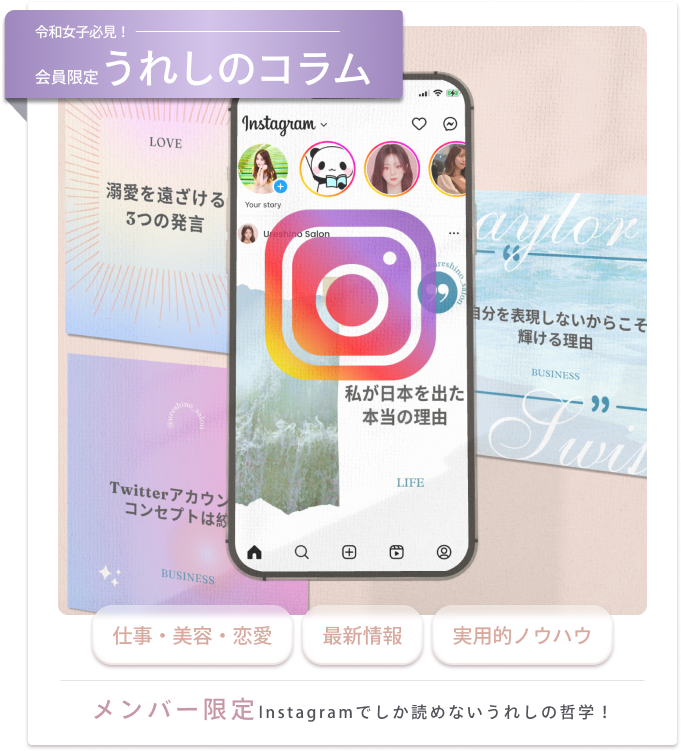 令和女子必見！
会員限定うれしのコラム
Instagram
Your story
Ureshino Salon
LOVE
溺愛を遠ざける
3つの発言
ureshino_salon
私が日本を出た
本当の理由
LIFE
aylor
自分を表現しないからこそ
輝ける理由
BUSINESS
Swif
@ureshino_salon
Twitterアカウン
コンセプトは
BUSINESS
仕事・美容・恋愛
最新情報
実用的ノウハウ
メンバー限定Instagramでしか読めないうれしの哲学！